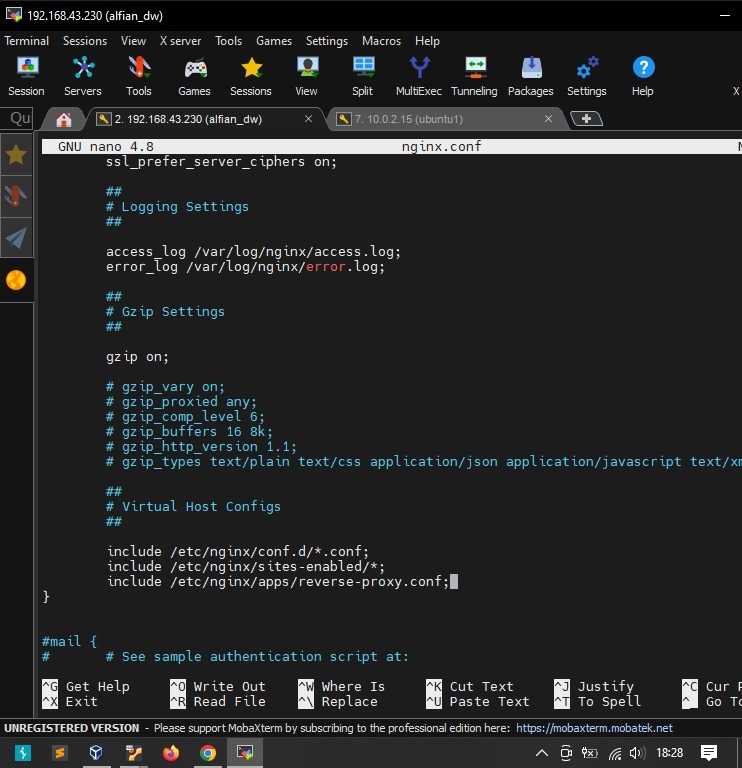 192.168.43.230 (alfian_dw)
Terminal Sessions View X server Tools Games Settings Macros Help
Session Servers Tools Games Sessions View Split MultiExec Tunneling Packages Settings Help X
Qu 2. 192.168.43.230 (alfian_dw) 7. 10.0.2.15 (ubuntu1)
GNU nano 4.8 nginx.conf M
ssl_prefer_server_ciphers on;
##
# Logging Settings
##
access_log /var/log/nginx/access.log;
error_log /var/log/nginx/error.log;
##
# Gzip Settings
##
gzip on;
# gzip_vary on;
# gzip_proxied any;
# gzip_comp_level 6;
# gzip_buffers 16 8k;
# gzip_http_version 1.1;
# gzip_types text/plain text/css application/json application/javascript text/xm
##
# Virtual Host Configs
##
include /etc/nginx/conf.d/*.conf;
include /etc/nginx/sites-enabled/*;
include /etc/nginx/apps/reverse-proxy.conf;
}
#mail {
# # See sample authentication script at:
^G Get Help ^O Write Out ^W Where Is ^K Cut Text ^J Justify ^C Cur P
^X Exit ^R Read File ^\ Replace ^U Paste Text ^T To Spell ^_ Go To
UNREGISTERED VERSION - Please support MobaXterm by subscribing to the professional edition here: https://mobaxterm.mobatek.net
18:28